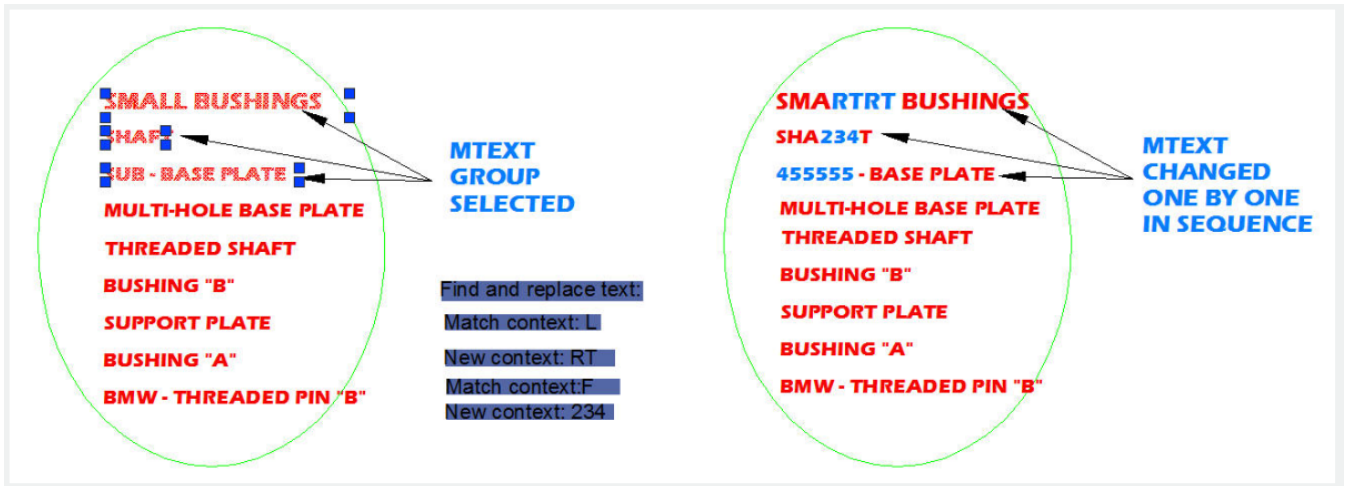 SMALL BUSHINGS
SHAFT
SUB - BASE PLATE
MULTI-HOLE BASE PLATE
THREADED SHAFT
BUSHING "B"
SUPPORT PLATE
BUSHING "A"
BMW - THREADED PIN "B"
MTEXT
GROUP
SELECTED
Find and replace text:
Match context: L
New context: RT
Match context:F
New context: 234
SMARTRT BUSHINGS
SHA234T
455555 - BASE PLATE
MULTI-HOLE BASE PLATE
THREADED SHAFT
BUSHING "B"
SUPPORT PLATE
BUSHING "A"
BMW - THREADED PIN "B"
MTEXT
CHANGED
ONE BY ONE
IN SEQUENCE